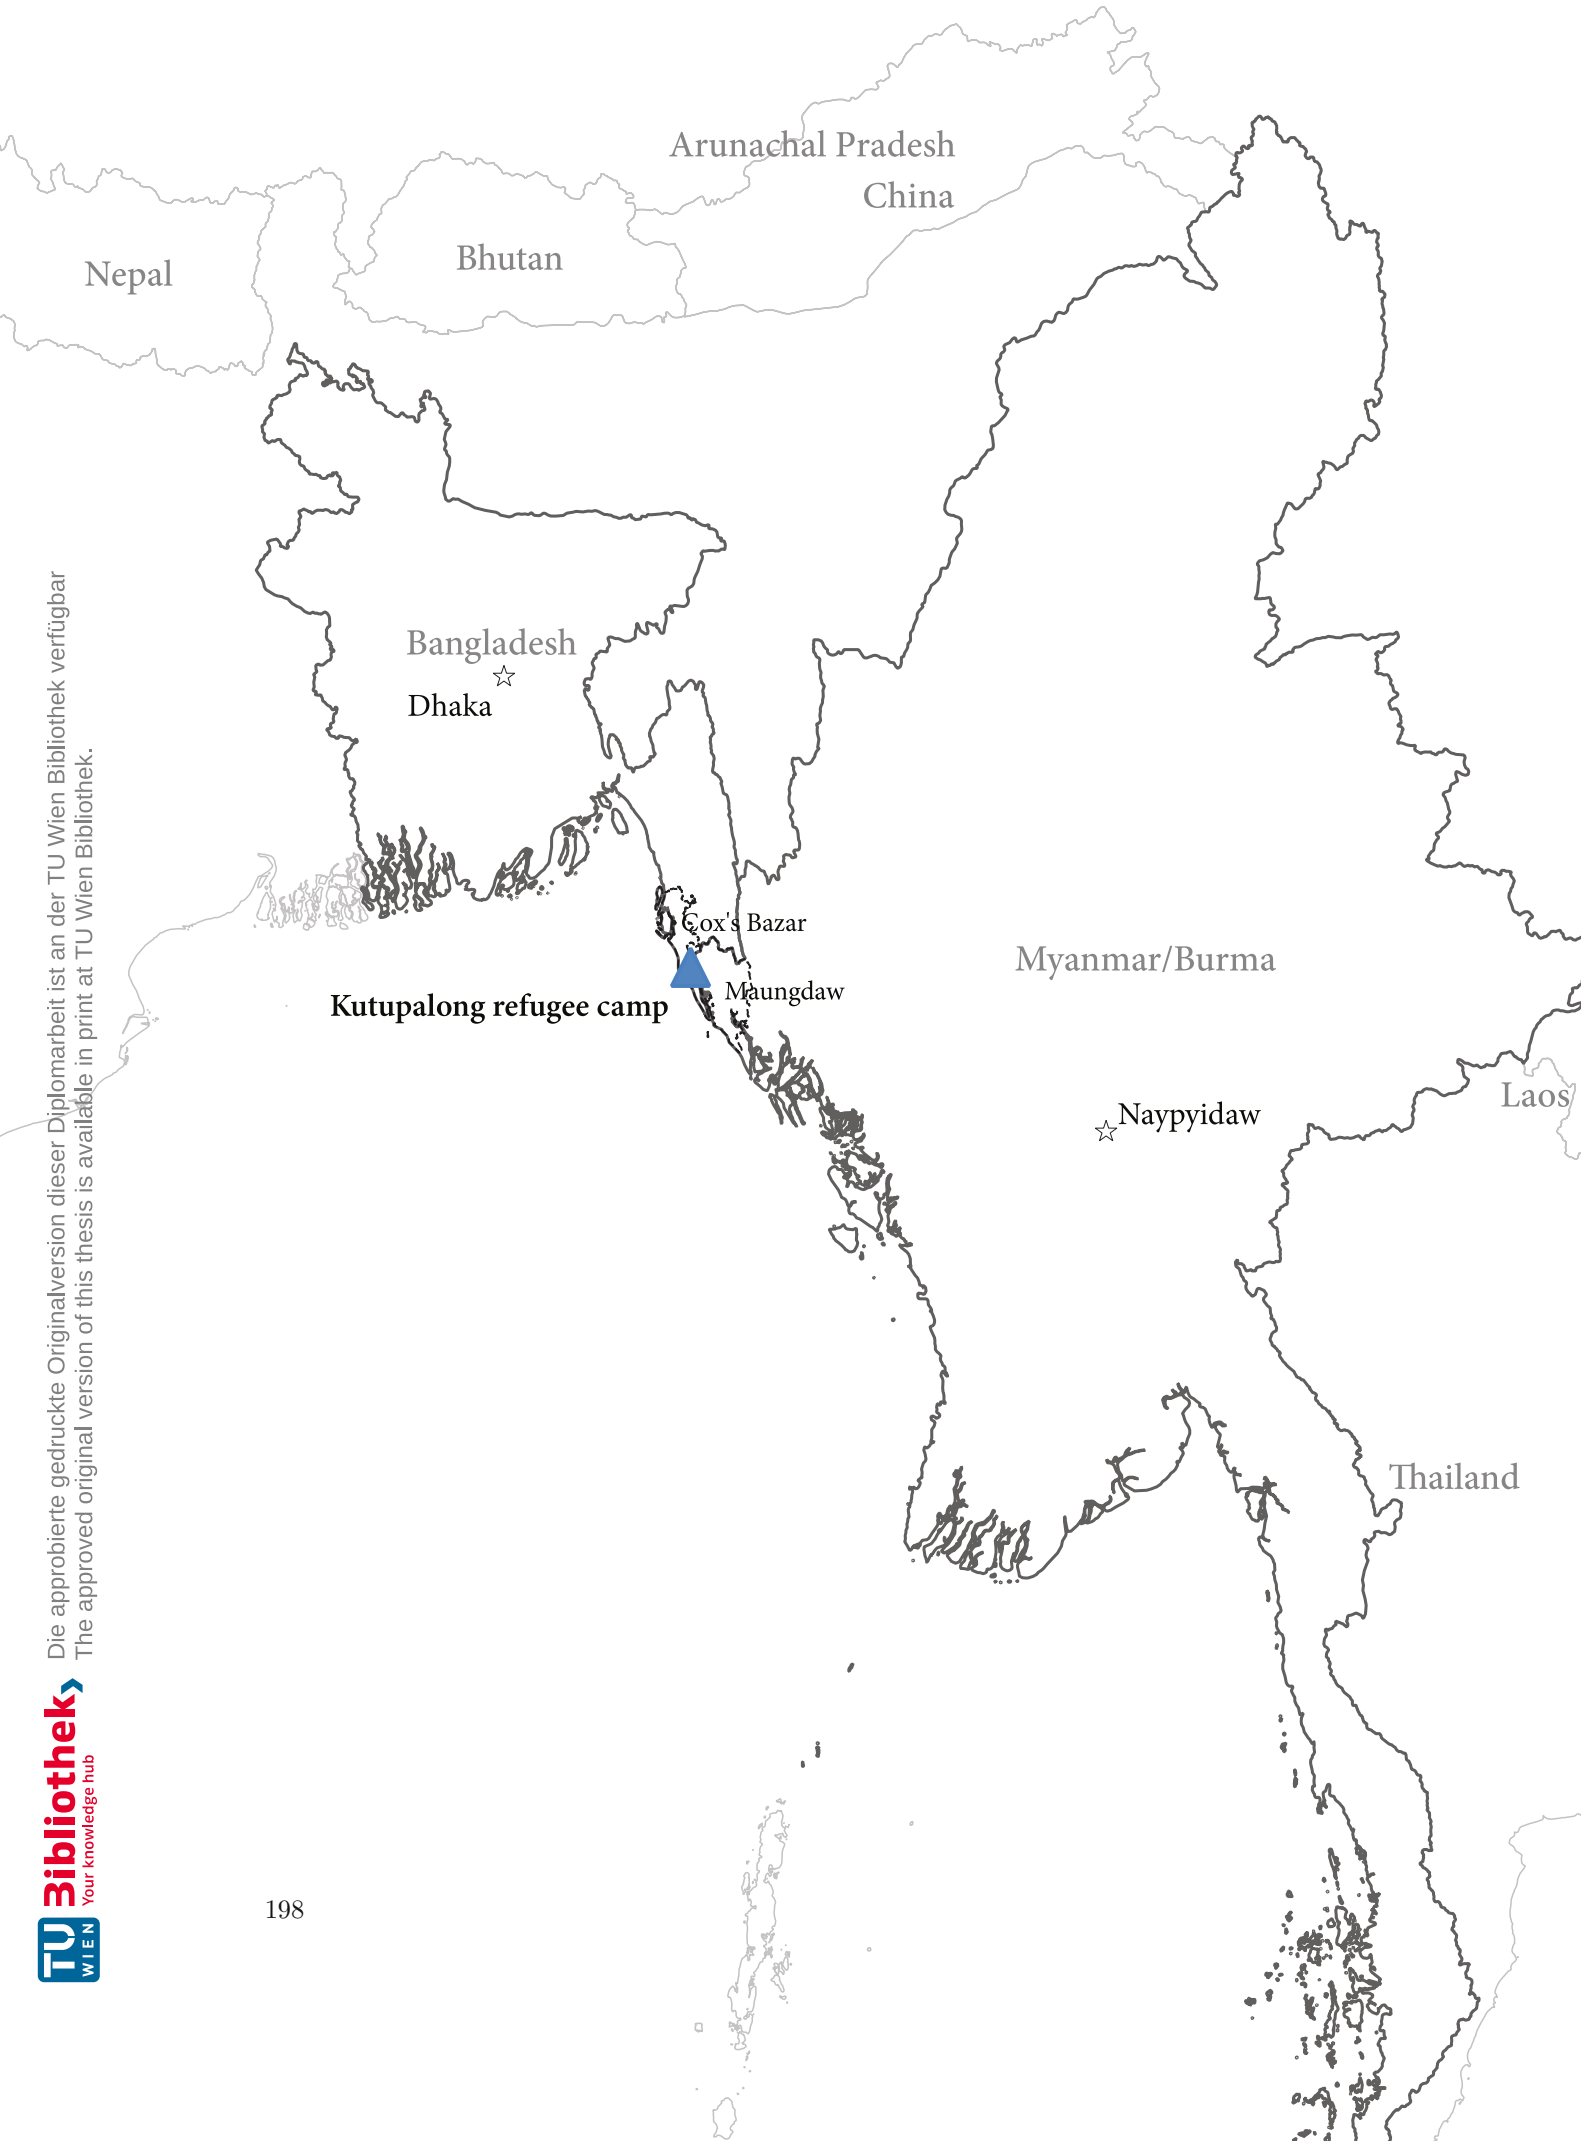 Arunachal Pradesh
China
Nepal
Bhutan
Bangladesh
Dhaka
Cox's Bazar
Myanmar/Burma
Maungdaw
Kutupalong refugee camp
Laos
Naypyidaw
Thailand
198
Die approbierte gedruckte Originalversion dieser Diplomarbeit ist an der TU Wien Bibliothek verfügbar
The approved original version of this thesis is available in print at TU Wien Bibliothek.
Bibliothek
Your knowledge hub
TU
WIEN